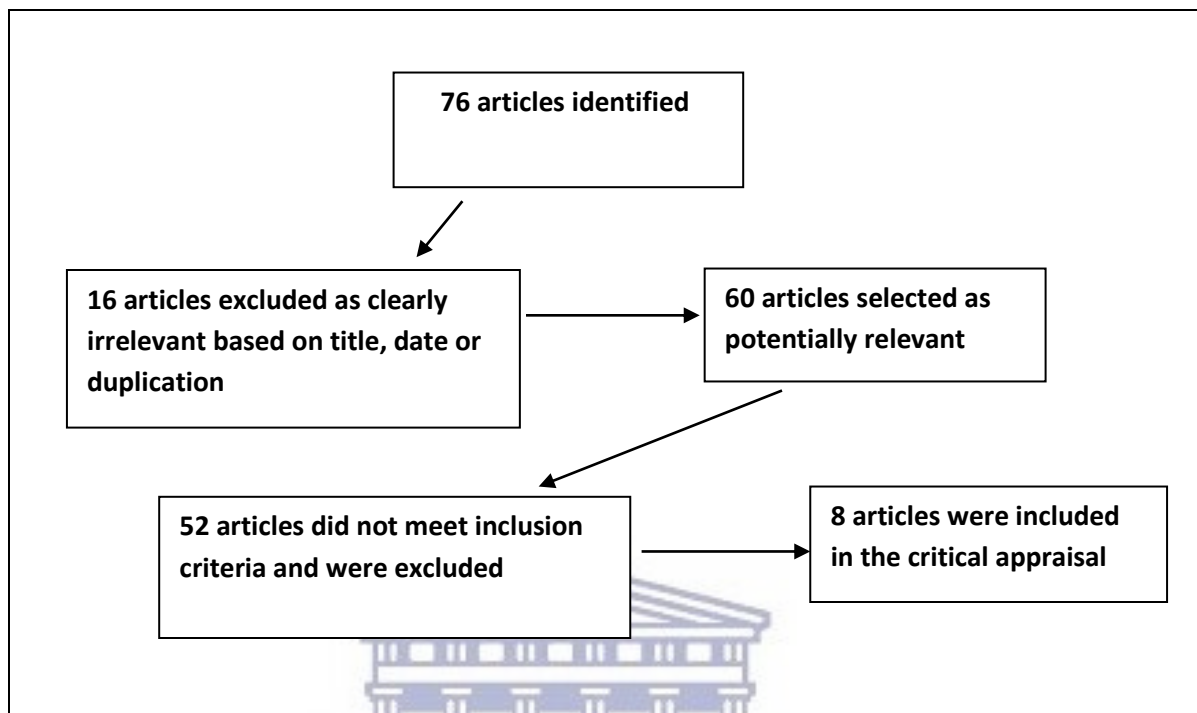 76 articles identified
16 articles excluded as clearly
irrelevant based on title, date or
duplication
60 articles selected as
potentially relevant
52 articles did not meet inclusion
criteria and were excluded
8 articles were included
in the critical appraisal